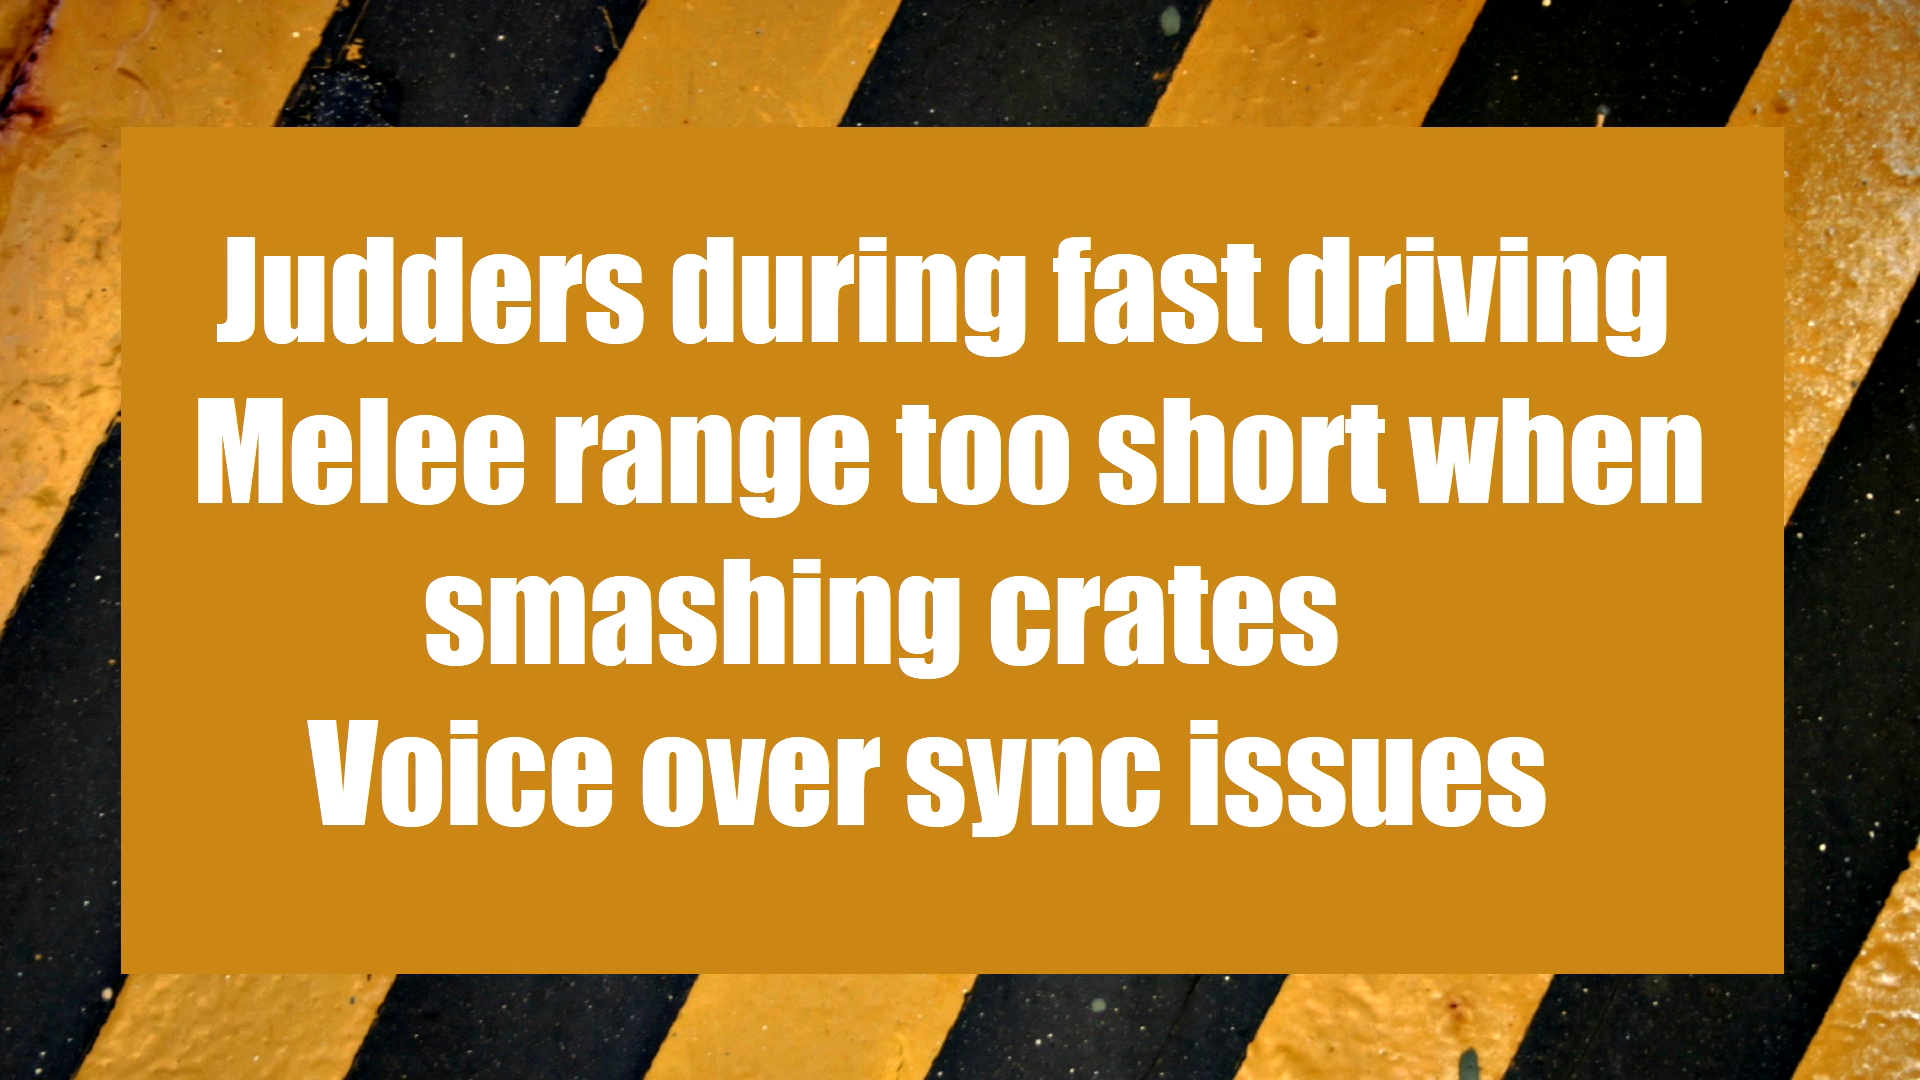 Judders during fast driving
Melee range too short when
smashing crates
Voice over sync issues